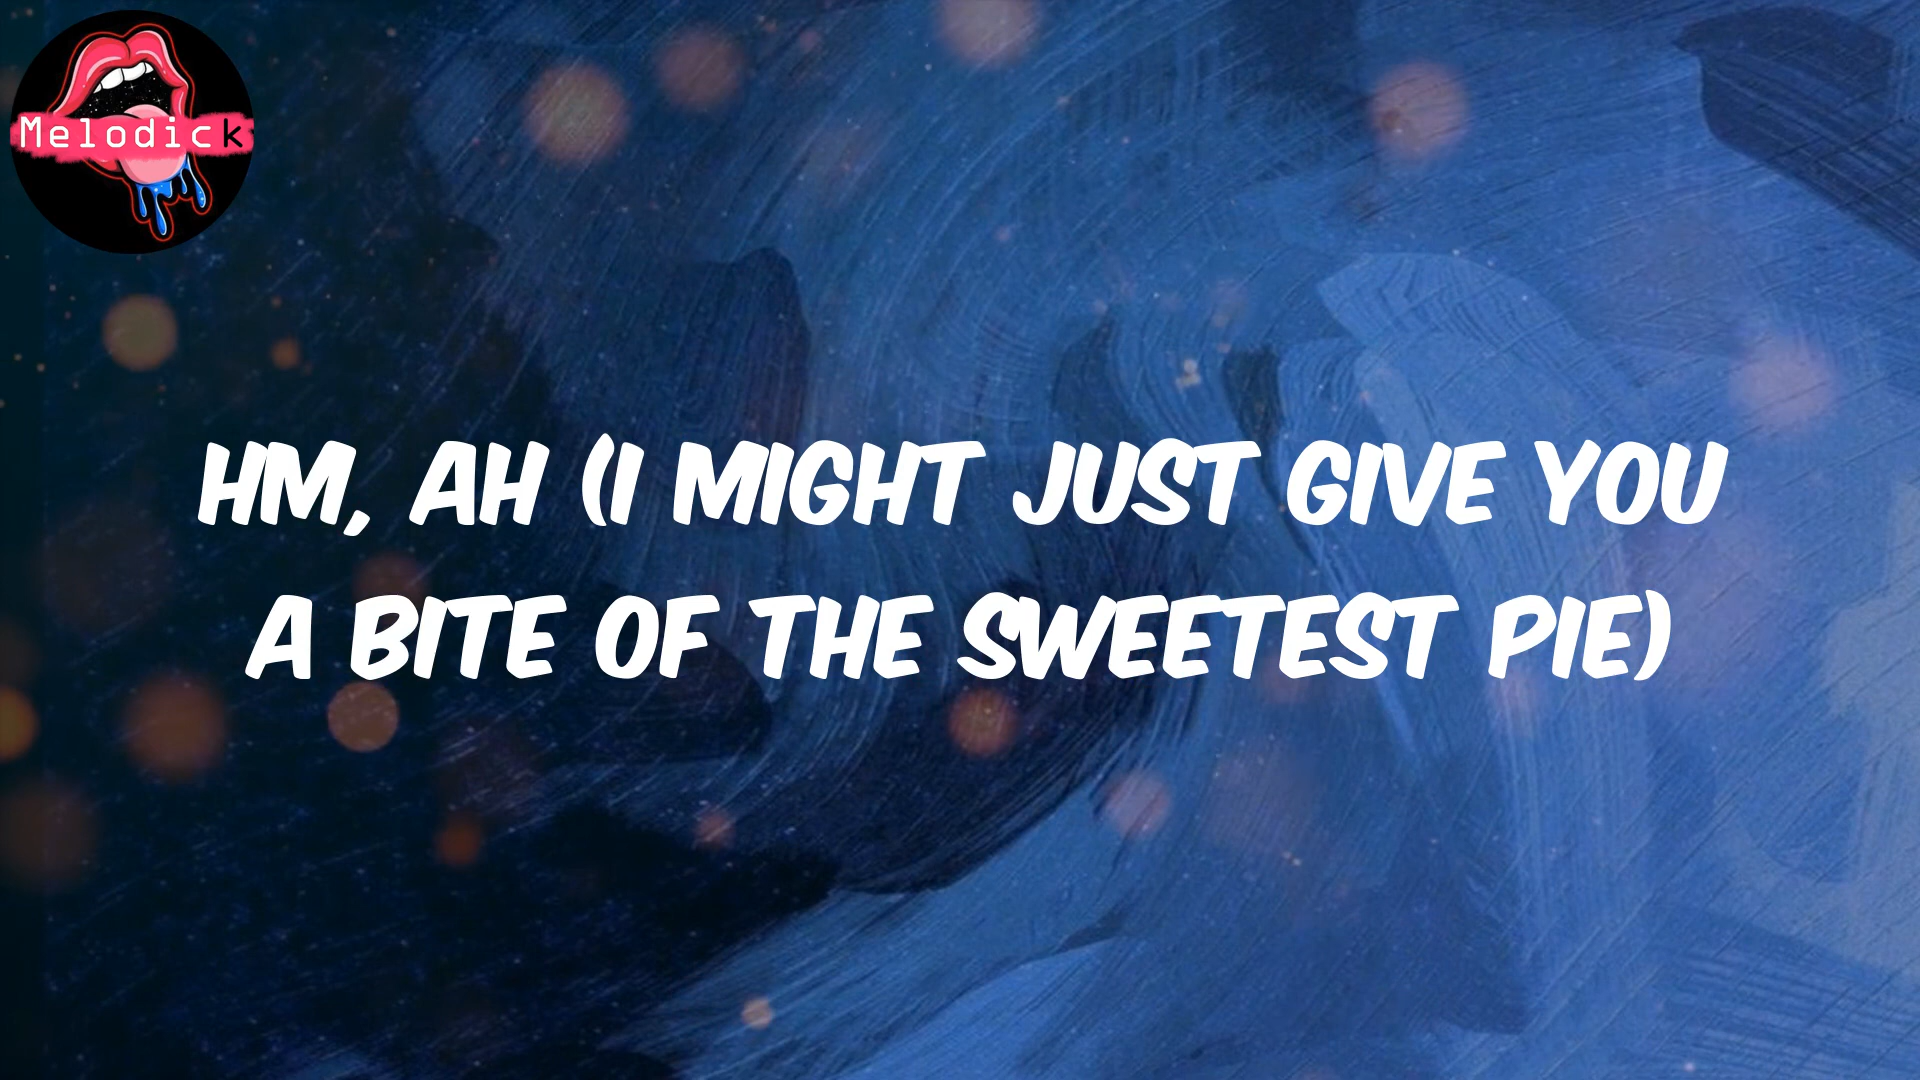 Melodick
HM, AH (I MIGHT JUST GIVE YOU
A BITE OF THE SWEETEST PIE)